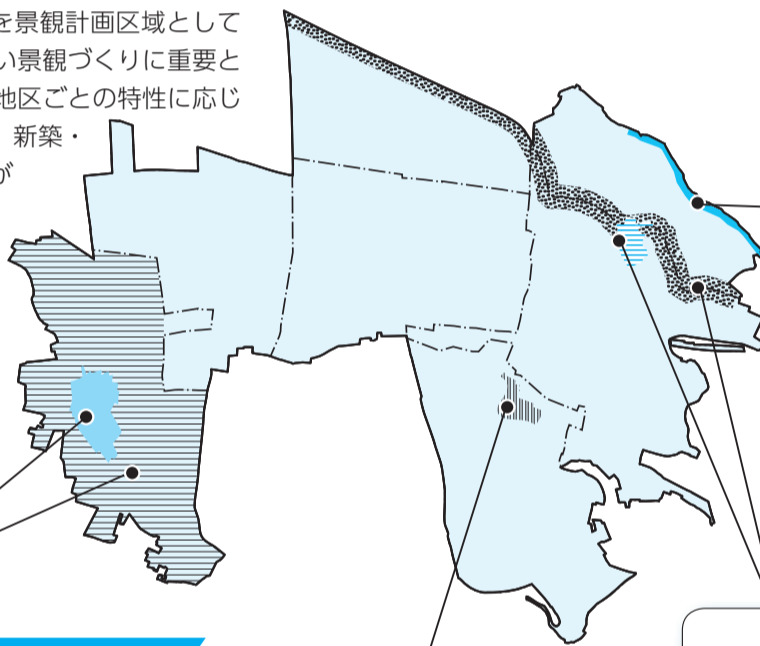 を景観計画区域として
い景観づくりに重要と
地区ごとの特性に応じ
新築・
が